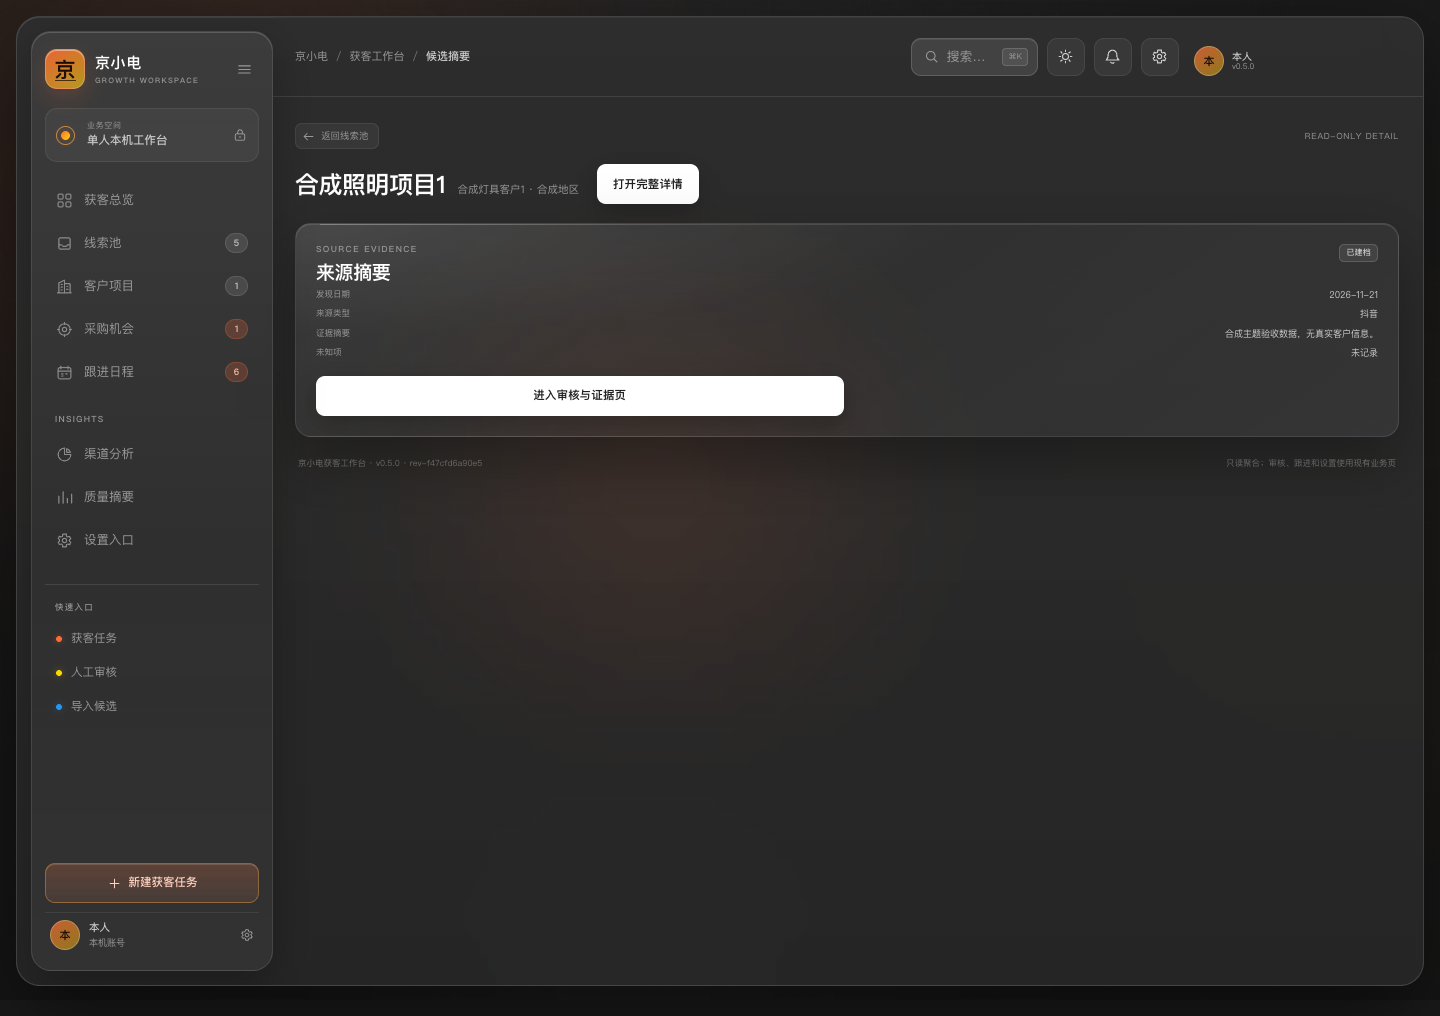 京
京小电
GROWTH WORKSPACE
业务空间
单人本机工作台
获客总览
线索池 5
客户项目 1
采购机会 1
跟进日程 6
INSIGHTS
渠道分析
质量摘要
设置入口
快速入口
获客任务
人工审核
导入候选
新建获客任务
本
本人
本机账号
京小电 / 获客工作台 / 候选摘要
搜索… ⌘K
本
本人
v0.5.0
返回线索池
READ-ONLY DETAIL
合成照明项目1 合成灯具客户1 · 合成地区 打开完整详情
SOURCE EVIDENCE
已建档
来源摘要
发现日期 2026-11-21
来源类型 抖音
证据摘要 合成主题验收数据，无真实客户信息。
未知项 未记录
进入审核与证据页
京小电获客工作台 · v0.5.0 · rev-f47cfd6a90e5
只读聚合；审核、跟进和设置使用现有业务页